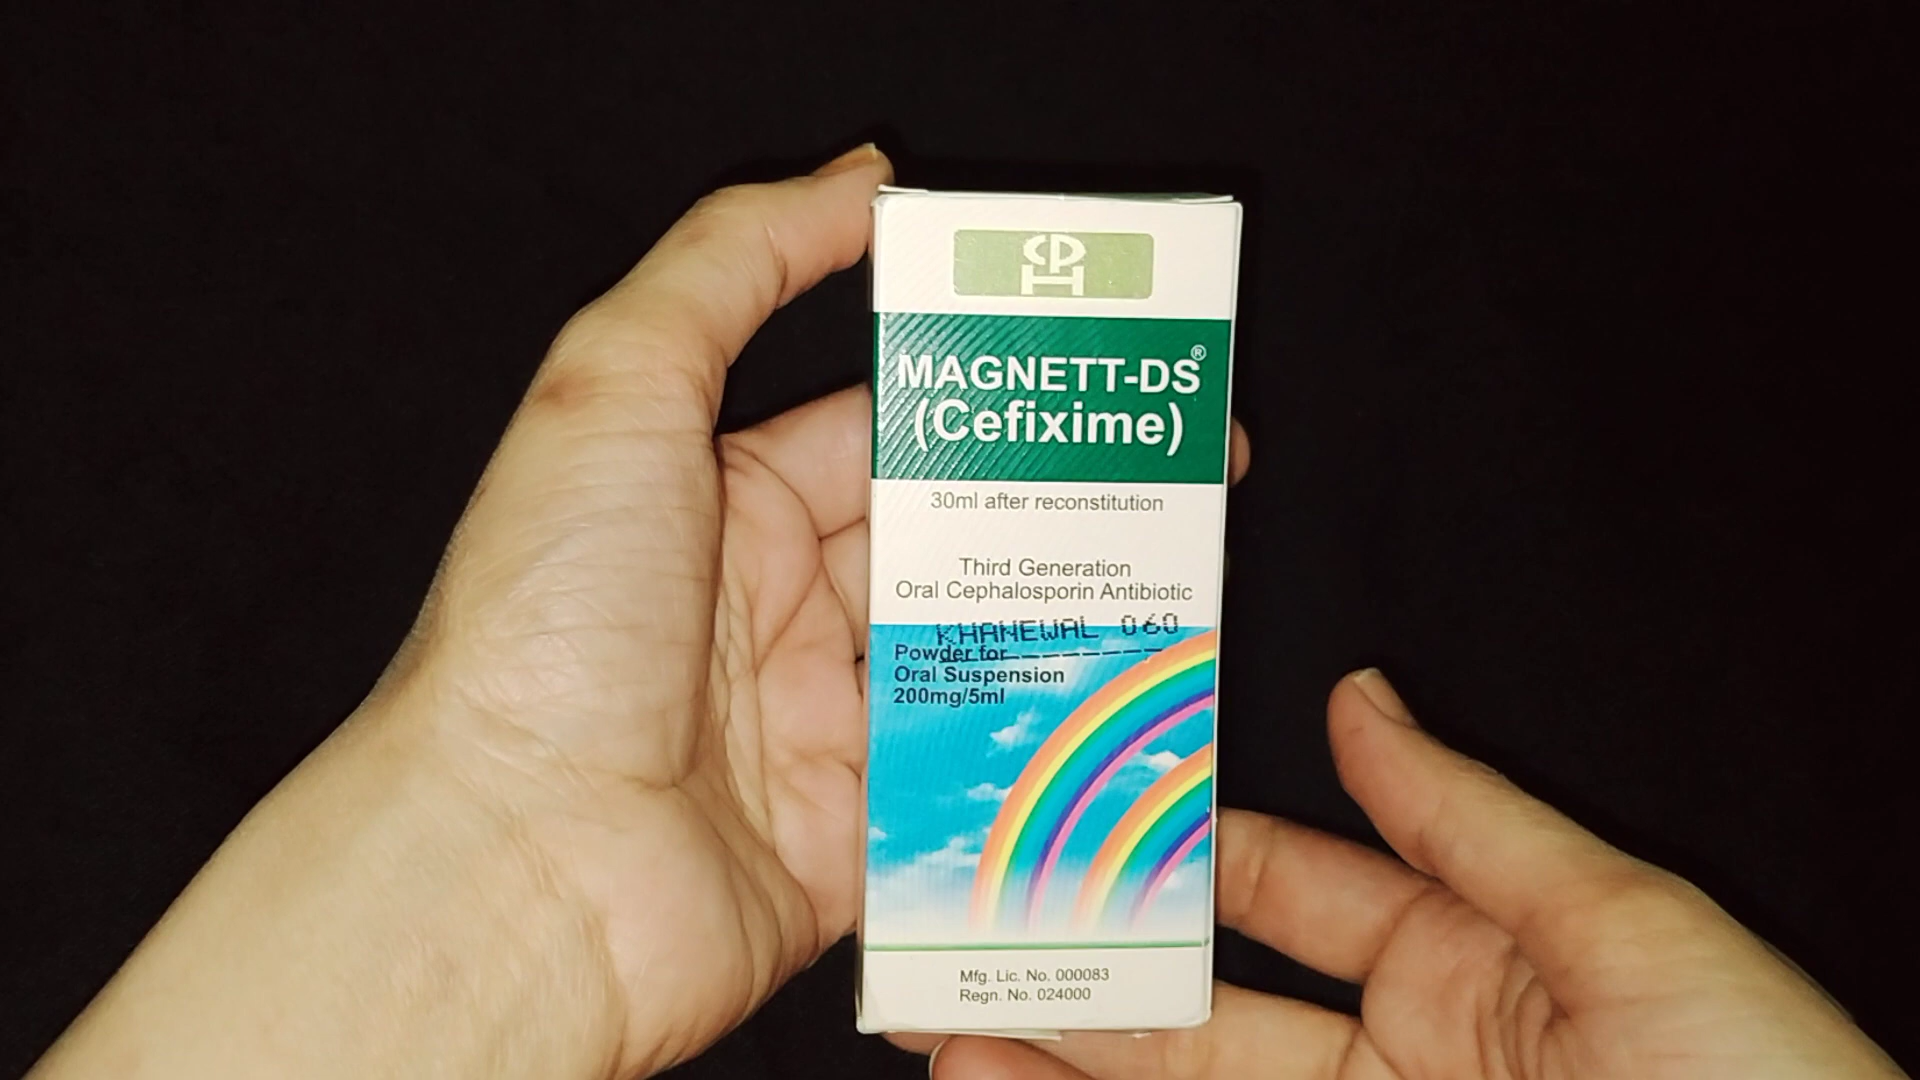 CPH
MAGNETT-DS®
(Cefixime)
30ml after reconstitution
Third Generation
Oral Cephalosporin Antibiotic
KHANEWAL 060
Powder for
Oral Suspension
200mg/5ml
Mfg. Lic. No. 000083
Regn. No. 024000